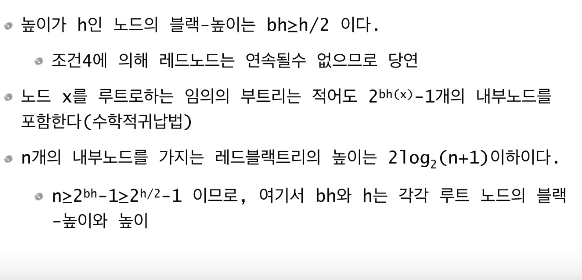 높이가 h인 노드의 블랙-높이는 bh≥h/2 이다.
조건4에 의해 레드노드는 연속될수 없으므로 당연
노드 x를 루트로하는 임의의 부트리는 적어도 2^bh(x)-1개의 내부노드를
포함한다(수학적귀납법)
n개의 내부노드를 가지는 레드블랙트리의 높이는 2log₂(n+1)이하이다.
n≥2^bh-1≥2^h/2-1 이므로, 여기서 bh와 h는 각각 루트 노드의 블랙
-높이와 높이